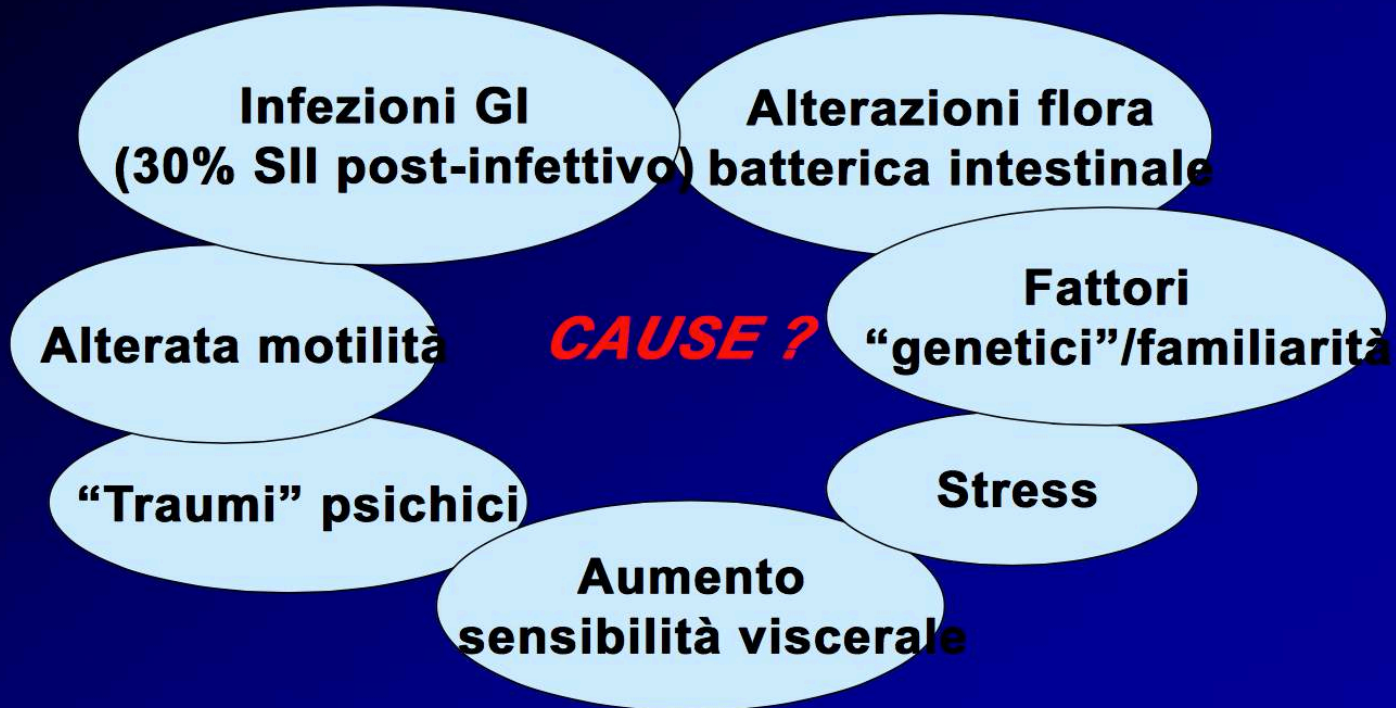 Infezioni GI
(30% SII post-infettivo)
Alterazioni flora
batterica intestinale
Alterata motilità
CAUSE ?
Fattori
“genetici”/familiarità
“Traumi” psichici
Stress
Aumento
sensibilità viscerale